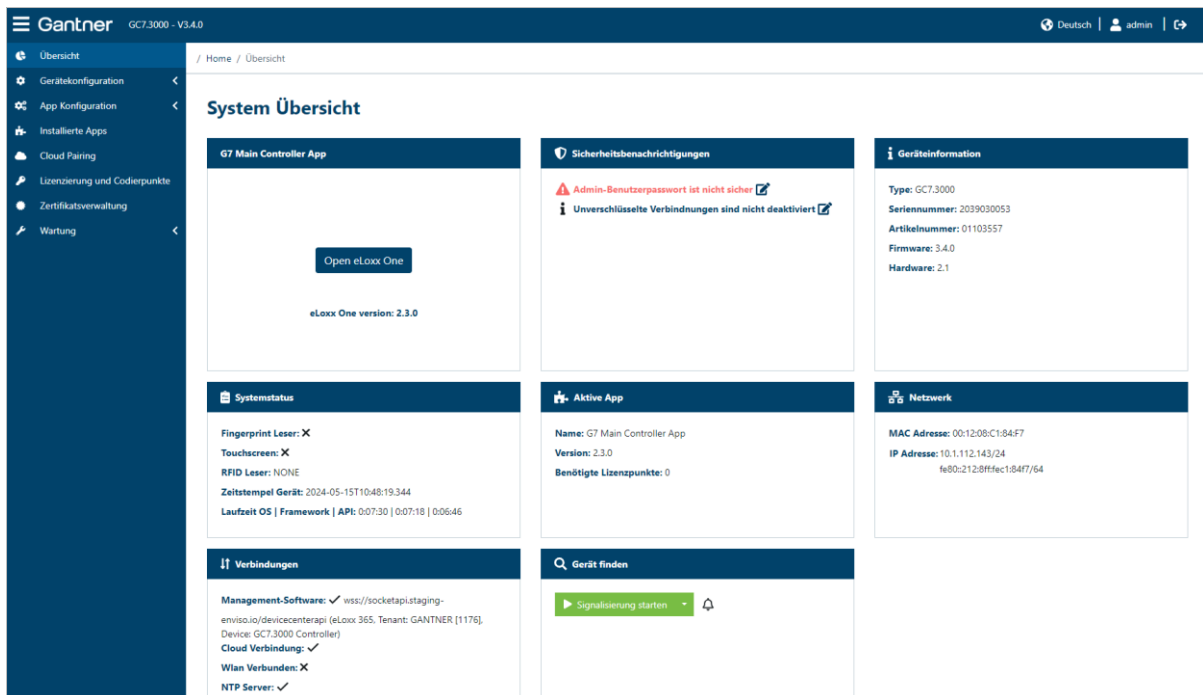 Gantner GC7.3000 - V3.4.0
Deutsch | admin |
Übersicht
Gerätekonfiguration
App Konfiguration
Installierte Apps
Cloud Pairing
Lizenzierung und Codierpunkte
Zertifikatsverwaltung
Wartung
/ Home / Übersicht
System Übersicht
G7 Main Controller App
Open eLoxx One
eLoxx One version: 2.3.0
Sicherheitsbenachrichtigungen
Admin-Benutzerpasswort ist nicht sicher
Unverschlüsselte Verbindnungen sind nicht deaktiviert
Geräteinformation
Type: GC7.3000
Seriennummer: 2039030053
Artikelnummer: 01103557
Firmware: 3.4.0
Hardware: 2.1
Systemstatus
Fingerprint Leser:
Touchscreen:
RFID Leser: NONE
Zeitstempel Gerät: 2024-05-15T10:48:19.344
Laufzeit OS | Framework | API: 0:07:30 | 0:07:18 | 0:06:46
Aktive App
Name: G7 Main Controller App
Version: 2.3.0
Benötigte Lizenzpunkte: 0
Netzwerk
MAC Adresse: 00:12:08:C1:84:F7
IP Adresse: 10.1.112.143/24
fe80::212:8ff:fec1:84f7/64
Verbindungen
Management-Software: wss://socketapi.staging-
enviso.io/devicecenterapi (eLoxx 365, Tenant: GANTNER [1176],
Device: GC7.3000 Controller)
Cloud Verbindung:
Wlan Verbunden:
NTP Server:
Gerät finden
Signalisierung starten